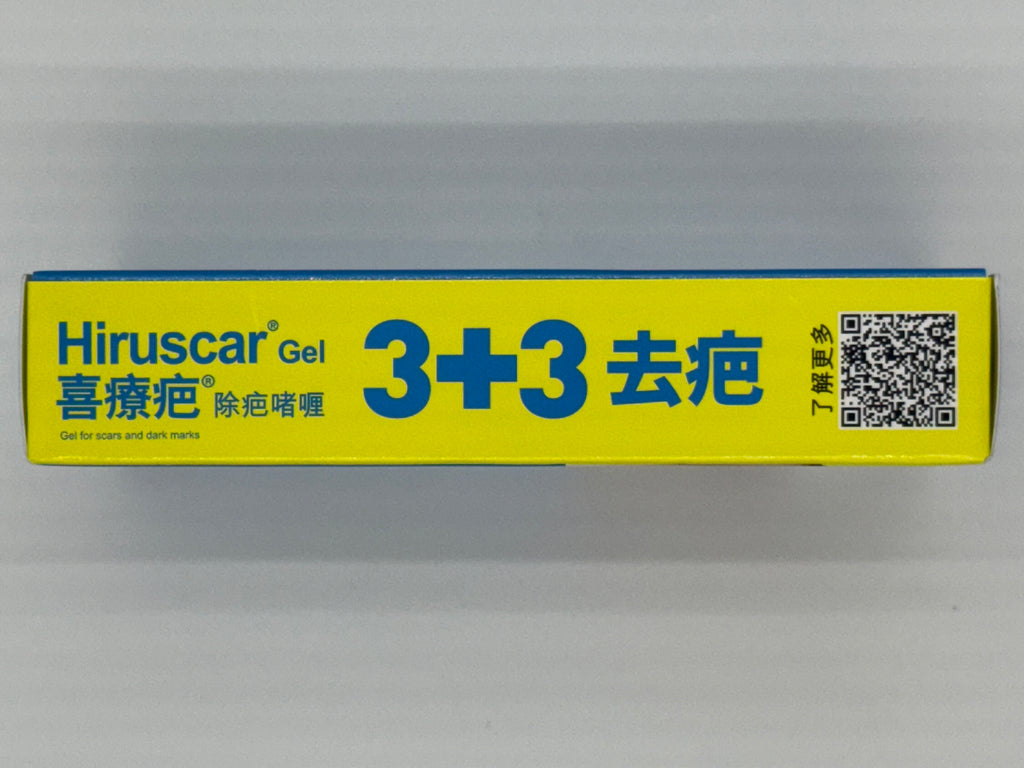 Hiruscar® Gel
喜療疤® 除疤啫喱
Gel for scars and dark marks
3+3去疤
了解更多